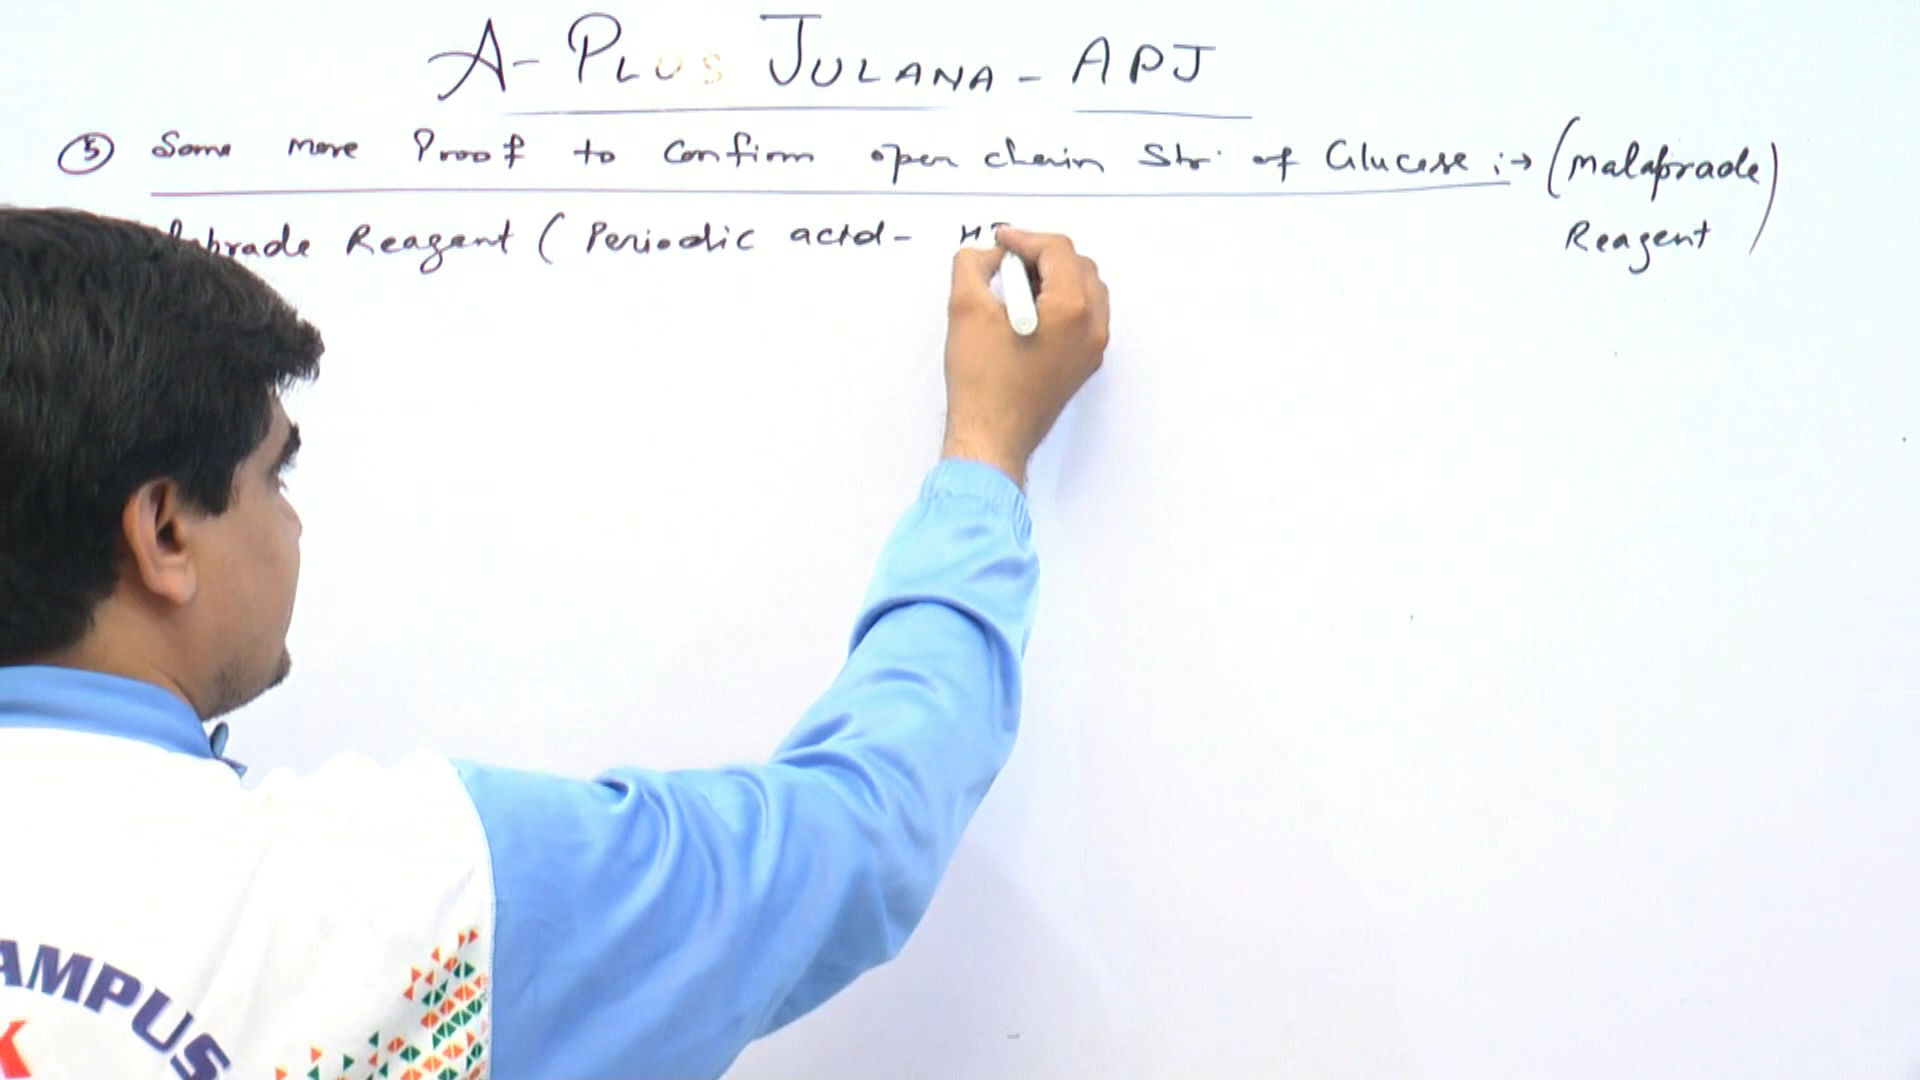 A- PLUS JULANA - APJ
⑤ Some more Proof to Confirm open chain Str. of Glucose :→ (Malaprade)
Reagent
Reagent ( Periodic acid - HI
AMPUS
K